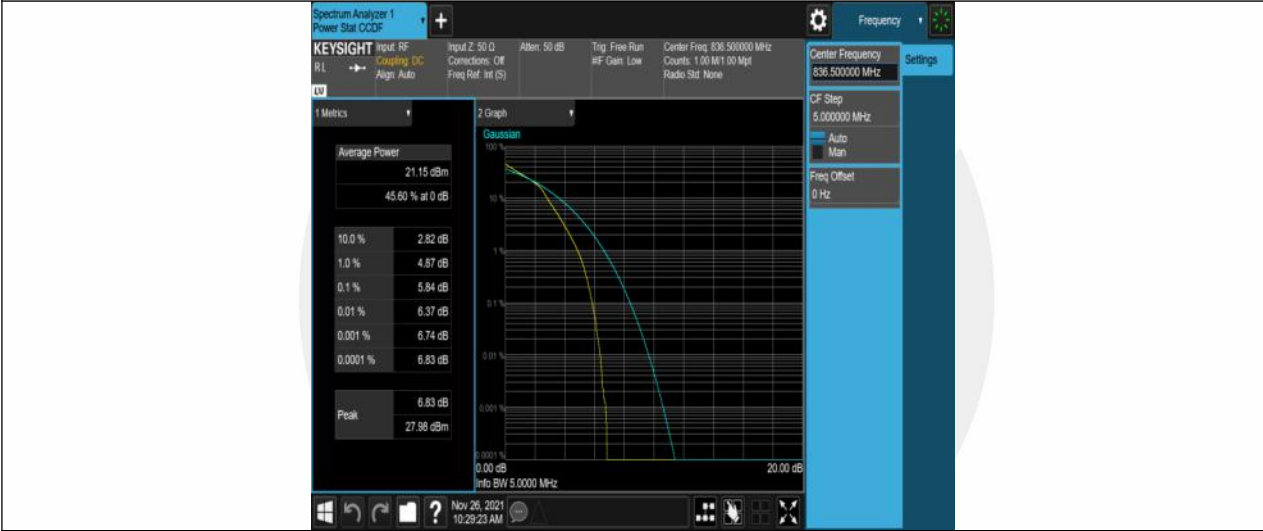 Spectrum Analyzer 1
Power Stat CCDF
Frequency
KEYSIGHT
Input: RF
Coupling: DC
Align: Auto
Input Z: 50 Ω
Corrections: Off
Freq Ref: Int (S)
Atten: 50 dB
Trig: Free Run
#IF Gain: Low
Center Freq: 836.500000 MHz
Counts: 1.00 M/1.00 Mpt
Radio Std: None
R L
LV
Center Frequency
836.500000 MHz
Settings
CF Step
5.000000 MHz
Auto
Man
Freq Offset
0 Hz
1 Metrics
Average Power
21.15 dBm
45.60 % at 0 dB
10.0 % 2.82 dB
1.0 % 4.87 dB
0.1 % 5.84 dB
0.01 % 6.37 dB
0.001 % 6.74 dB
0.0001 % 6.83 dB
Peak
6.83 dB
27.98 dBm
2 Graph
Gaussian
100 %
10 %
1 %
0.1 %
0.01 %
0.001 %
0.0001 %
0.00 dB
20.00 dB
Info BW 5.0000 MHz
?
Nov 26, 2021
10:29:23 AM